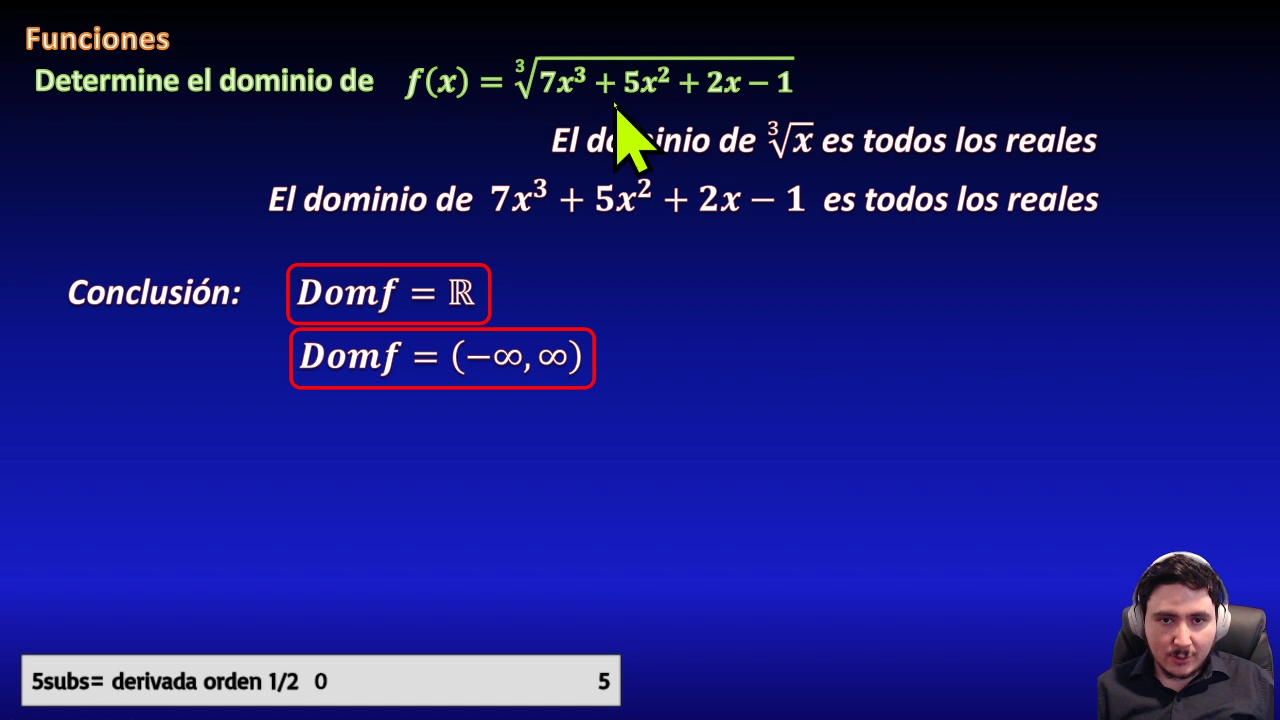 Funciones
Determine el dominio de f(x) = ∛(7x³ + 5x² + 2x − 1)
El dominio de ∛x es todos los reales
El dominio de 7x³ + 5x² + 2x − 1 es todos los reales
Conclusión: Domf = ℝ
Domf = (−∞, ∞)
5subs= derivada orden 1/2 0 5